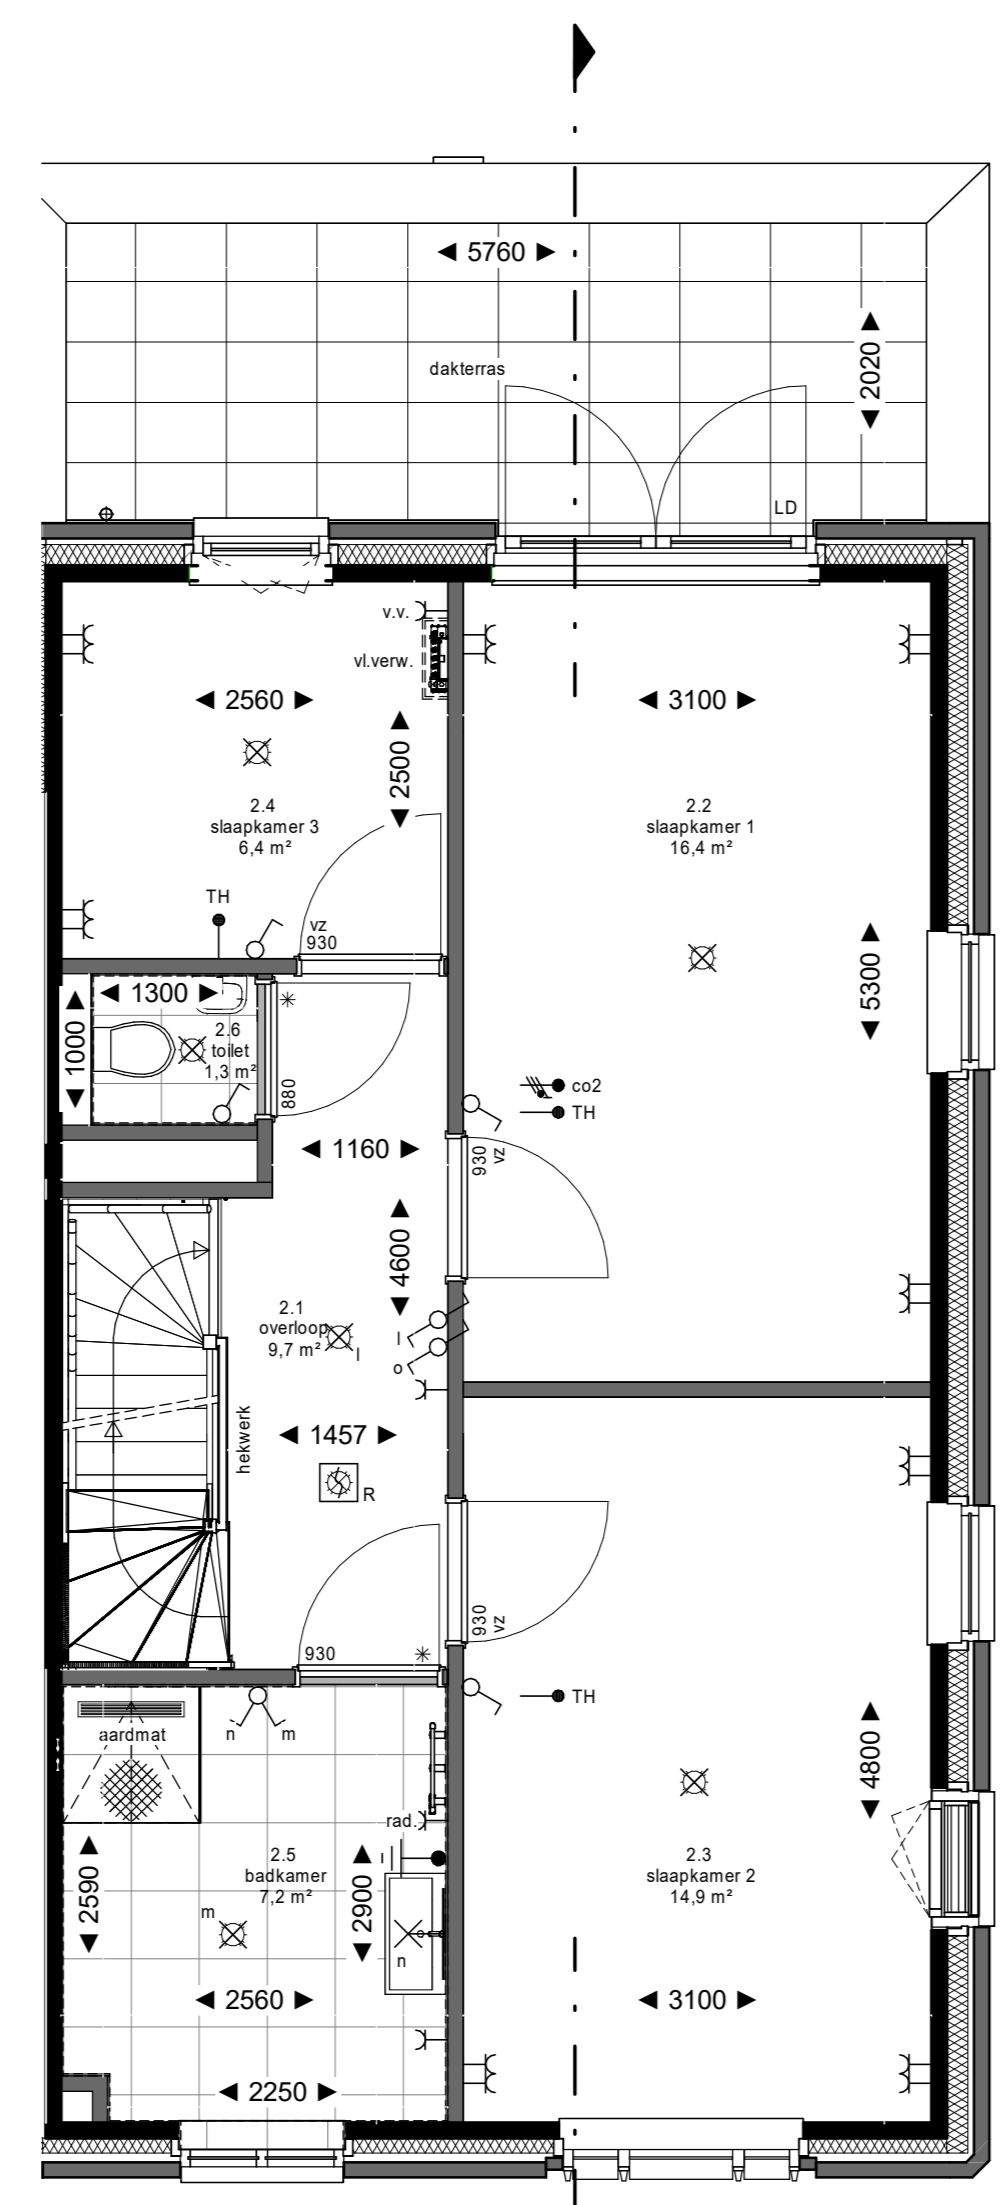 ◄ 5760 ►
◄ 2020 ►
dakterras
LD
v.v.
vl.verw.
◄ 2560 ►
◄ 3100 ►
◄ 2500 ►
2.4
slaapkamer 3
6,4 m²
2.2
slaapkamer 1
16,4 m²
TH
vz
930
◄ 5300 ►
◄ 1300 ►
*
◄ 1000 ►
2.6
toilet
1,3 m²
880
co2
TH
◄ 1160 ►
930
vz
◄ 4600 ►
2.1
overloop
9,7 m²
l
l
o
hekwerk
◄ 1457 ►
R
930
vz
930
*
TH
n
m
aardmat
◄ 4800 ►
rad.
◄ 2590 ►
2.5
badkamer
7,2 m²
◄ 2900 ►
2.3
slaapkamer 2
14,9 m²
m
n
◄ 2560 ►
◄ 3100 ►
◄ 2250 ►